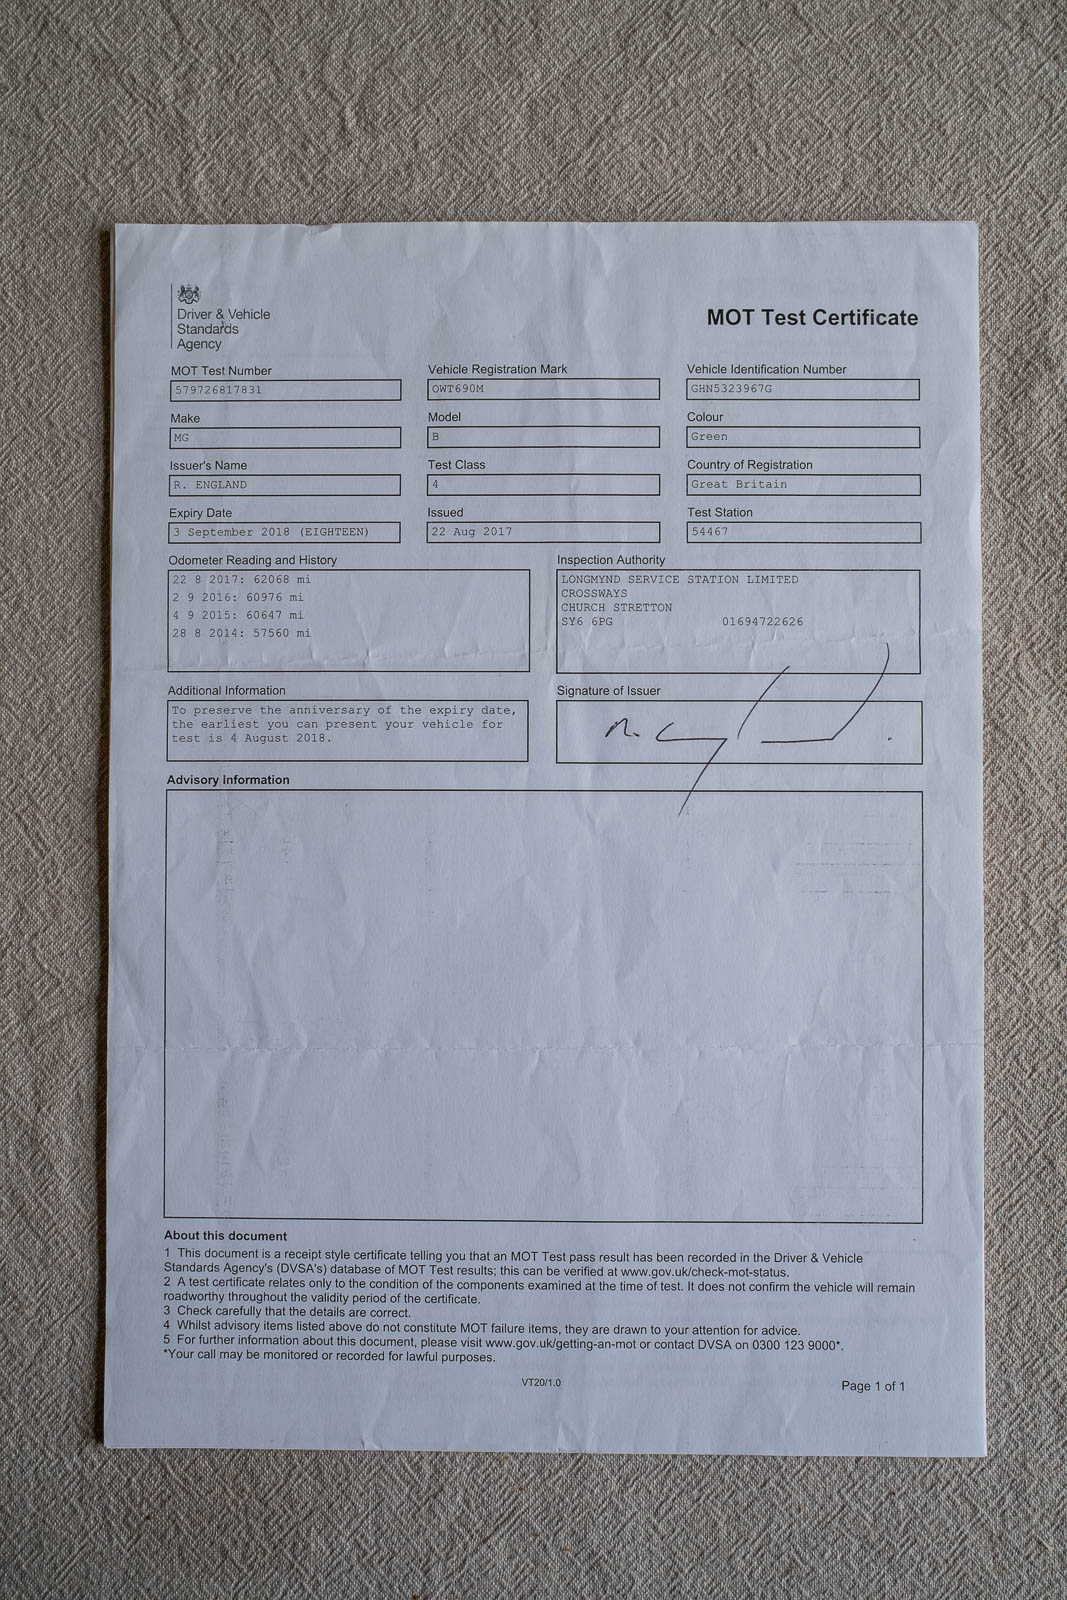 Driver & Vehicle
Standards
Agency
MOT Test Certificate
MOT Test Number
Vehicle Registration Mark
Vehicle Identification Number
579726817831
OWT690M
GHN5323967G
Make
Model
Colour
MG
B
Green
Issuer's Name
Test Class
Country of Registration
R. ENGLAND
4
Great Britain
Expiry Date
Issued
Test Station
3 September 2018 (EIGHTEEN)
22 Aug 2017
54467
Odometer Reading and History
22 8 2017: 62068 mi
2 9 2016: 60976 mi
4 9 2015: 60647 mi
28 8 2014: 57560 mi
Inspection Authority
LONGMYND SERVICE STATION LIMITED
CROSSWAYS
CHURCH STRETTON
SY6 6PG 01694722626
Additional Information
To preserve the anniversary of the expiry date,
the earliest you can present your vehicle for
test is 4 August 2018.
Signature of Issuer
Advisory Information
About this document
1 This document is a receipt style certificate telling you that an MOT Test pass result has been recorded in the Driver & Vehicle
Standards Agency's (DVSA's) database of MOT Test results; this can be verified at www.gov.uk/check-mot-status.
2 A test certificate relates only to the condition of the components examined at the time of test. It does not confirm the vehicle will remain
roadworthy throughout the validity period of the certificate.
3 Check carefully that the details are correct.
4 Whilst advisory items listed above do not constitute MOT failure items, they are drawn to your attention for advice.
5 For further information about this document, please visit www.gov.uk/getting-an-mot or contact DVSA on 0300 123 9000*.
*Your call may be monitored or recorded for lawful purposes.
VT20/1.0
Page 1 of 1